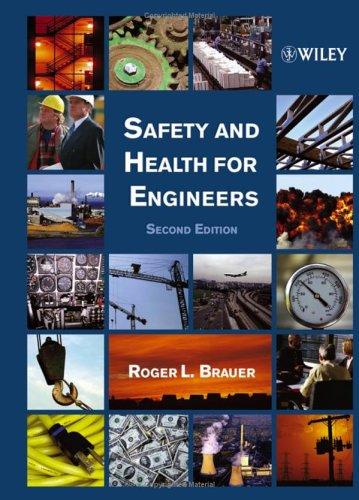 WILEY
SAFETY AND
HEALTH FOR
ENGINEERS
SECOND EDITION
ROGER L. BRAUER